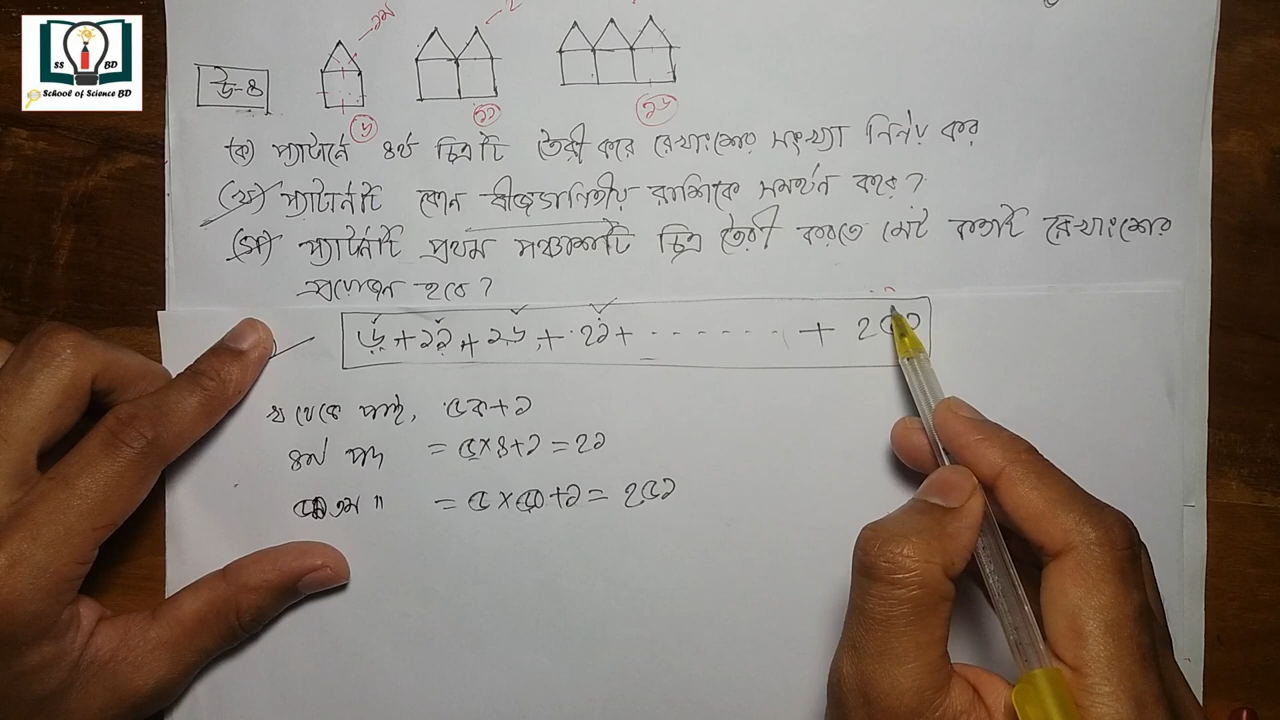 SS BD
School of Science BD
১ম ২
উ-৪
৬ ১১ ১৬
(ক) প্যাটার্নে ৪র্থ চিত্রটি তৈরী করে রেখাংশের সংখ্যা নির্ণয় কর
(খ) প্যাটার্নটি কোন বীজগানিতীয় রাশিকে সমর্থন করে ?
(গ) প্যাটার্নটি প্রথম পঞ্চাশটি চিত্র তৈরী করতে মোট কতটি রেখাংশের
প্রয়োজন হবে ?
৬ + ১১ + ১৬ + ২১ + - - - - - - - + ২৫১
খ থেকে পাই, ৫ক+১
৪র্থ পদ = ৫×৪+১ = ২১
৫০তম " = ৫×৫০+১ = ২৫১